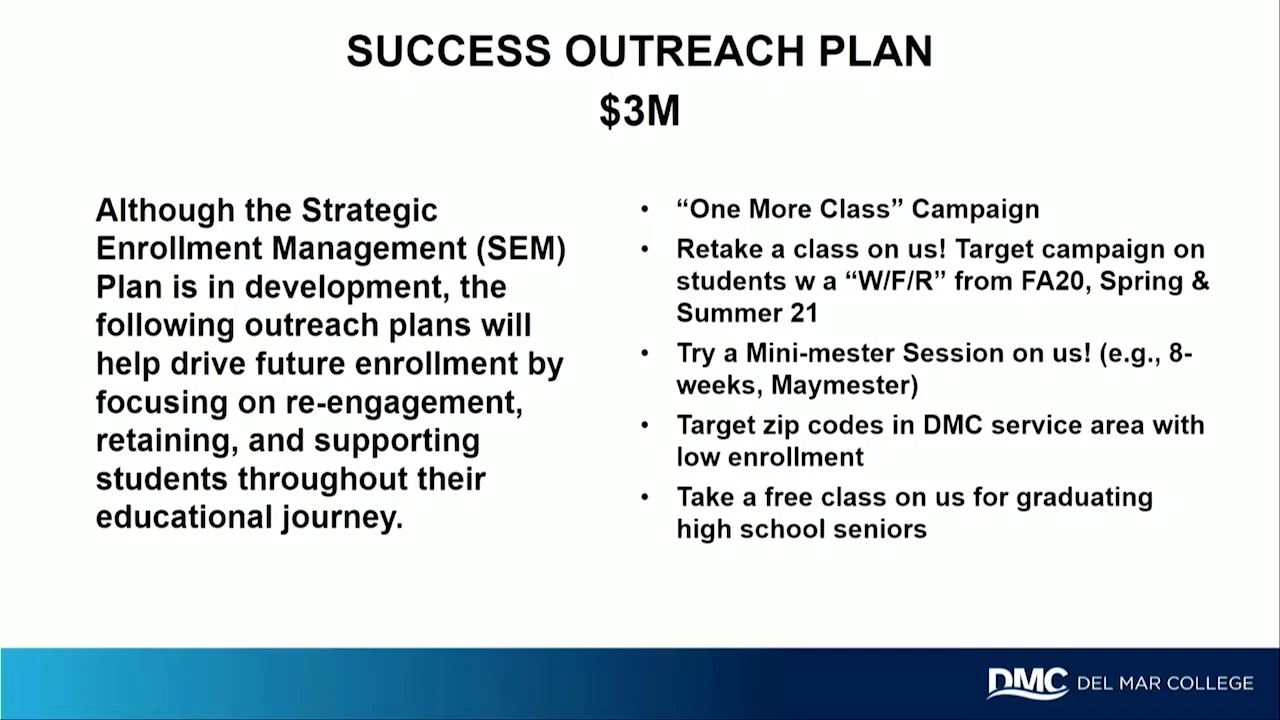 SUCCESS OUTREACH PLAN
$3M
Although the Strategic
Enrollment Management (SEM)
Plan is in development, the
following outreach plans will
help drive future enrollment by
focusing on re-engagement,
retaining, and supporting
students throughout their
educational journey.
• “One More Class” Campaign
• Retake a class on us! Target campaign on
students w a “W/F/R” from FA20, Spring &
Summer 21
• Try a Mini-mester Session on us! (e.g., 8-
weeks, Maymester)
• Target zip codes in DMC service area with
low enrollment
• Take a free class on us for graduating
high school seniors
DMC DEL MAR COLLEGE